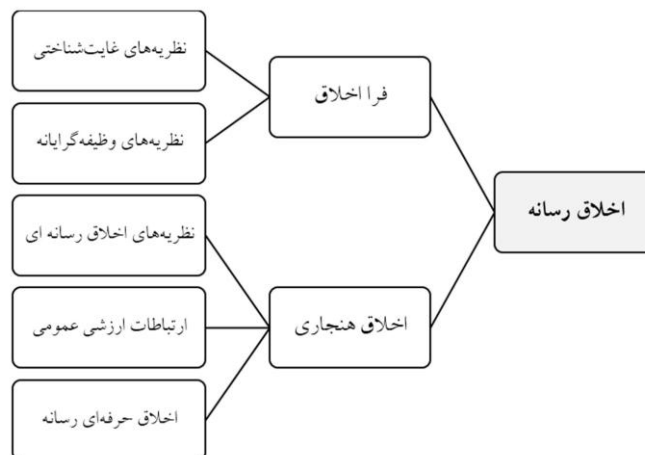 اخلاق رسانه
فرا اخلاق
نظریه‌های غایت‌شناختی
نظریه‌های وظیفه‌گرایانه
اخلاق هنجاری
نظریه‌های اخلاق رسانه ای
ارتباطات ارزشی عمومی
اخلاق حرفه‌ای رسانه